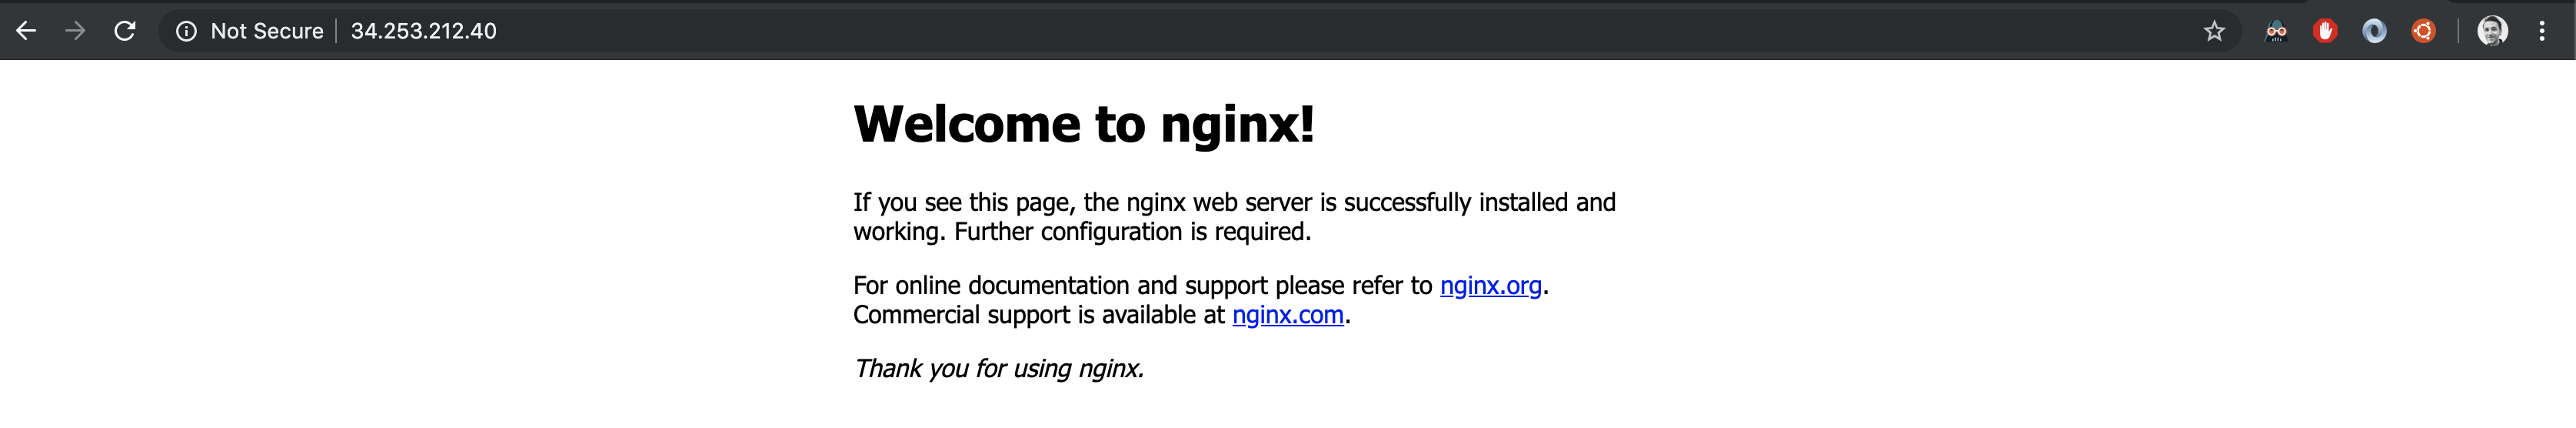 Not Secure 34.253.212.40
Welcome to nginx!
If you see this page, the nginx web server is successfully installed and
working. Further configuration is required.
For online documentation and support please refer to nginx.org.
Commercial support is available at nginx.com.
Thank you for using nginx.